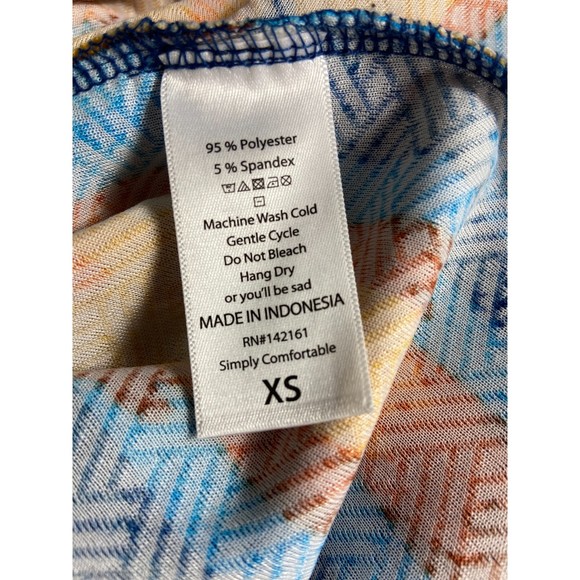 95 % Polyester
5 % Spandex
Machine Wash Cold
Gentle Cycle
Do Not Bleach
Hang Dry
or you'll be sad
MADE IN INDONESIA
RN#142161
Simply Comfortable
XS